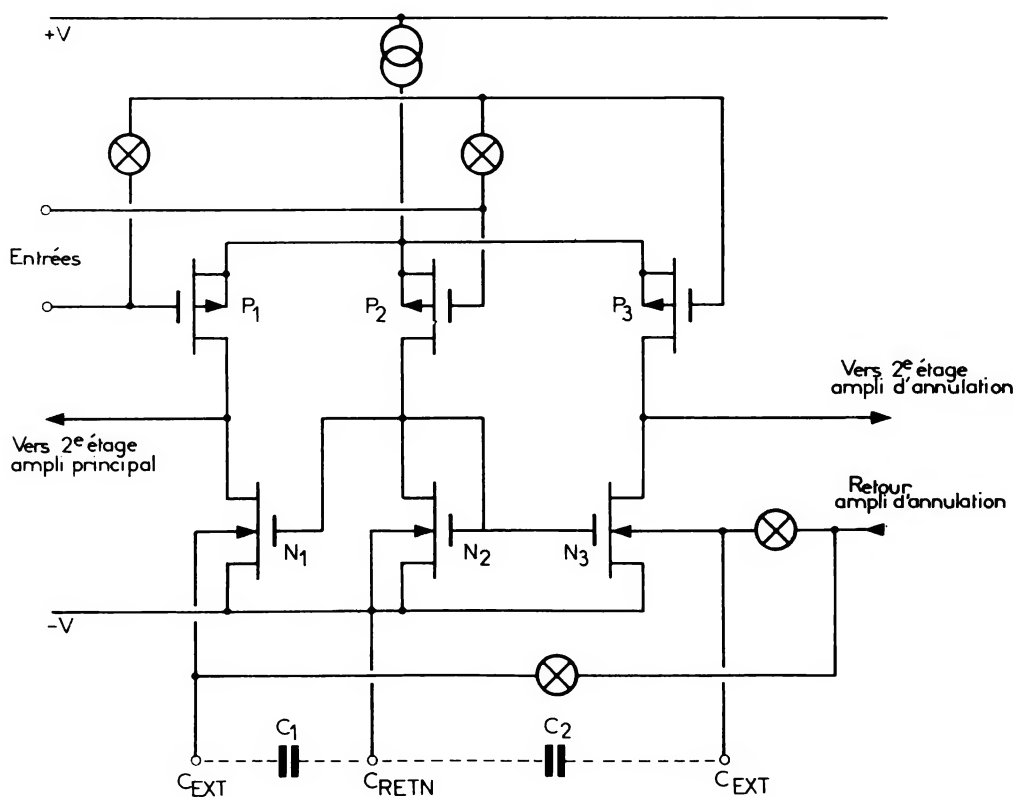 +V
Entrées
P1
P2
P3
Vers 2e étage
ampli principal
Vers 2e étage
ampli d'annulation
Retour
ampli d'annulation
N1
N2
N3
-V
C1
C2
CEXT
CRETN
CEXT